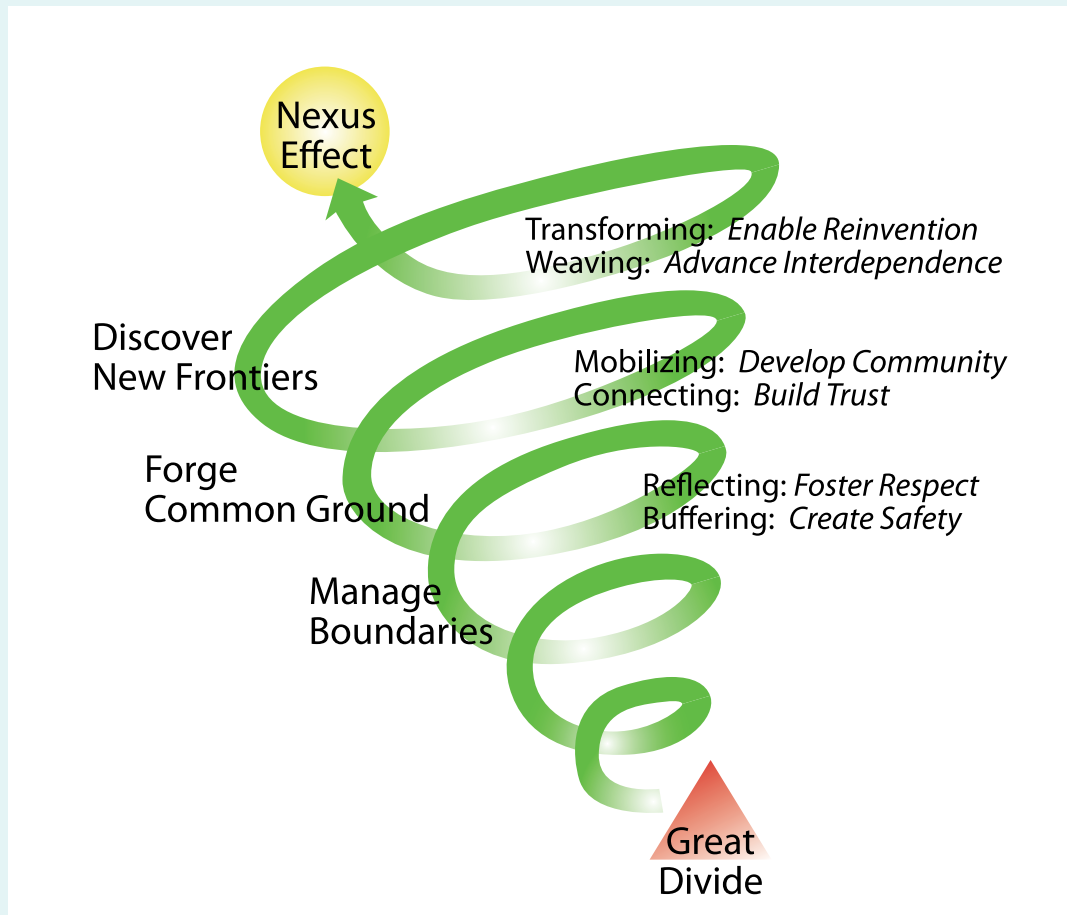 Nexus
Effect
Transforming: Enable Reinvention
Weaving: Advance Interdependence
Discover
New Frontiers
Mobilizing: Develop Community
Connecting: Build Trust
Forge
Common Ground
Reflecting: Foster Respect
Buffering: Create Safety
Manage
Boundaries
Great
Divide